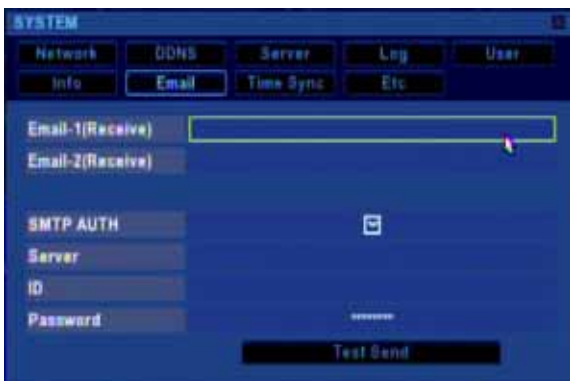 SYSTEM
Network DDNS Server Log User
Info Email Time Sync Etc
Email-1(Receive)
Email-2(Receive)
SMTP AUTH
Server
ID
Password ********
Test Send